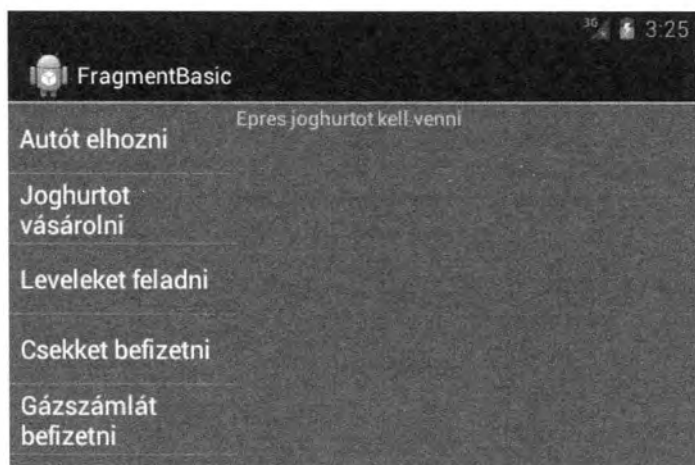 3G 3:25
FragmentBasic
Autót elhozni
Epres joghurtot kell venni
Joghurtot
vásárolni
Leveleket feladni
Csekket befizetni
Gázszámlát
befizetni